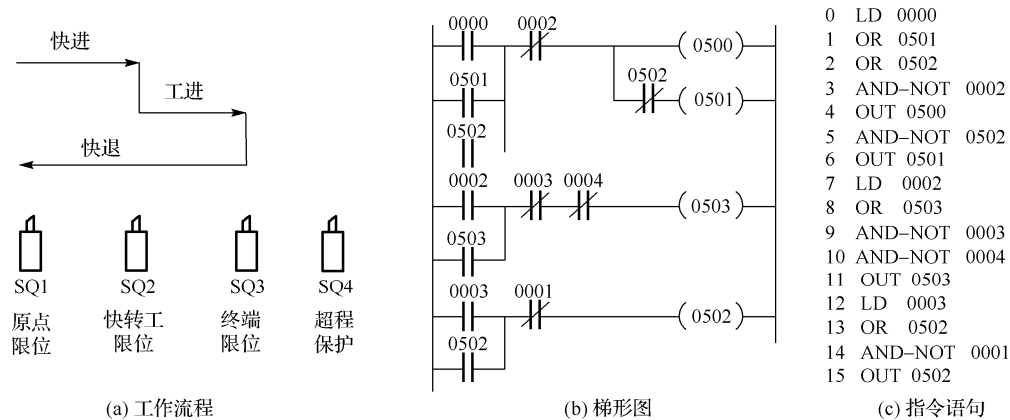 快进
工进
快退
SQ1 SQ2 SQ3 SQ4
原点 快转工 终端 超程
限位 限位 限位 保护
(a) 工作流程
0000 0002
0500
0501 0502
0501
0502
0002 0003 0004
0503
0503
0003 0001
0502
0502
(b) 梯形图
0 LD 0000
1 OR 0501
2 OR 0502
3 AND–NOT 0002
4 OUT 0500
5 AND–NOT 0502
6 OUT 0501
7 LD 0002
8 OR 0503
9 AND–NOT 0003
10 AND–NOT 0004
11 OUT 0503
12 LD 0003
13 OR 0502
14 AND–NOT 0001
15 OUT 0502
(c) 指令语句